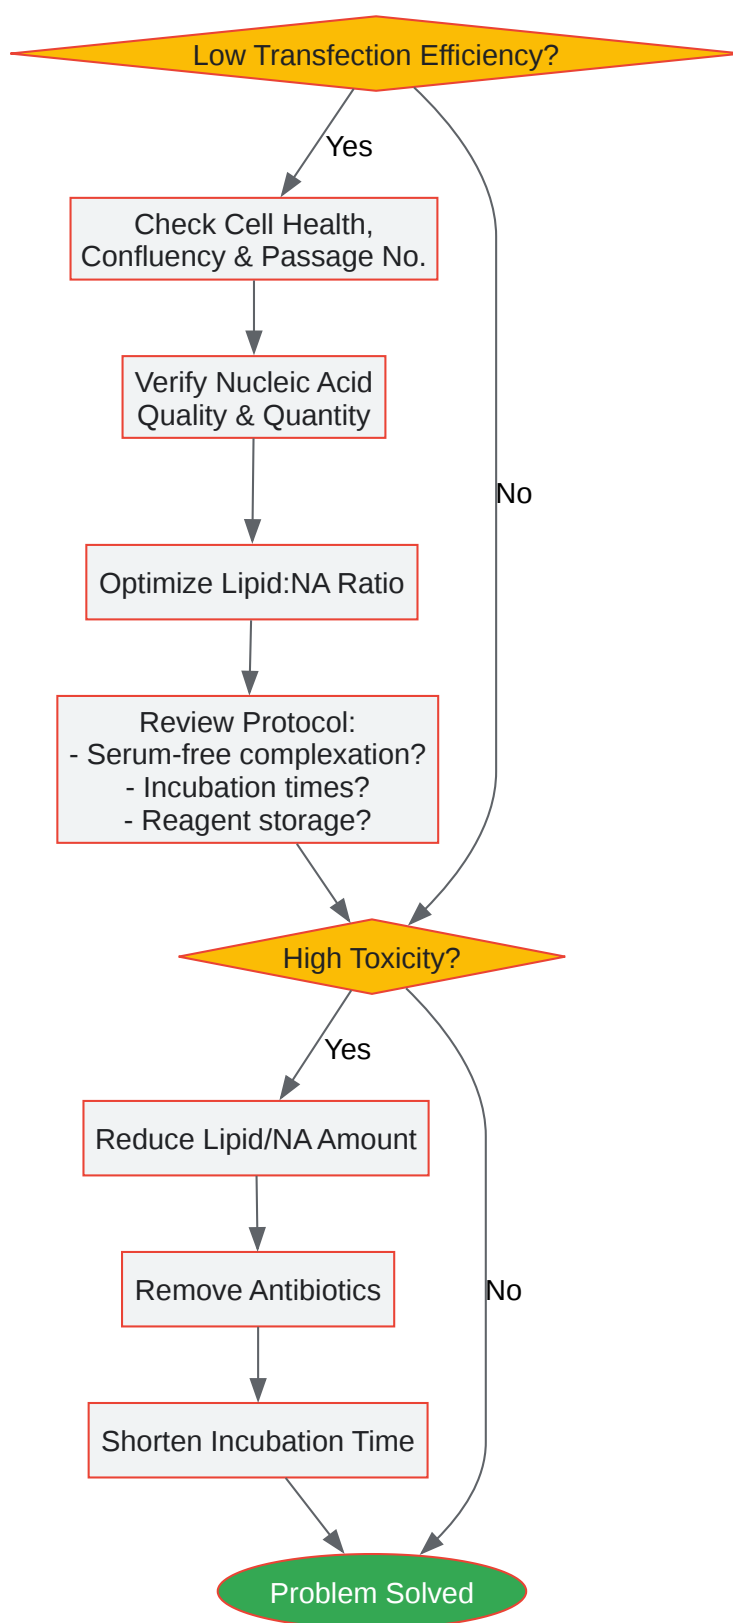 Low Transfection Efficiency?
Yes
Check Cell Health,
Confluency & Passage No.
Verify Nucleic Acid
Quality & Quantity
No
Optimize Lipid:NA Ratio
Review Protocol:
- Serum-free complexation?
- Incubation times?
- Reagent storage?
High Toxicity?
Yes
Reduce Lipid/NA Amount
Remove Antibiotics
No
Shorten Incubation Time
Problem Solved